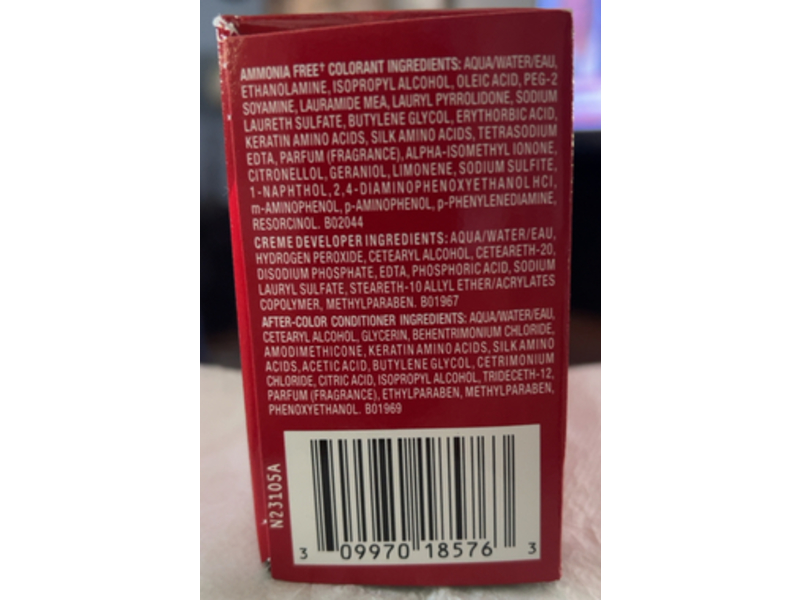 AMMONIA FREE† COLORANT INGREDIENTS: AQUA/WATER/EAU,
ETHANOLAMINE, ISOPROPYL ALCOHOL, OLEIC ACID, PEG-2
SOYAMINE, LAURAMIDE MEA, LAURYL PYRROLIDONE, SODIUM
LAURETH SULFATE, BUTYLENE GLYCOL, ERYTHORBIC ACID,
KERATIN AMINO ACIDS, SILK AMINO ACIDS, TETRASODIUM
EDTA, PARFUM (FRAGRANCE), ALPHA-ISOMETHYL IONONE,
CITRONELLOL, GERANIOL, LIMONENE, SODIUM SULFITE,
1-NAPHTHOL, 2,4-DIAMINOPHENOXYETHANOL HCI,
m-AMINOPHENOL, p-AMINOPHENOL, p-PHENYLENEDIAMINE,
RESORCINOL. B02044
CREME DEVELOPER INGREDIENTS: AQUA/WATER/EAU,
HYDROGEN PEROXIDE, CETEARYL ALCOHOL, CETEARETH-20,
DISODIUM PHOSPHATE, EDTA, PHOSPHORIC ACID, SODIUM
LAURYL SULFATE, STEARETH-10 ALLYL ETHER/ACRYLATES
COPOLYMER, METHYLPARABEN. B01967
AFTER-COLOR CONDITIONER INGREDIENTS: AQUA/WATER/EAU,
CETEARYL ALCOHOL, GLYCERIN, BEHENTRIMONIUM CHLORIDE,
AMODIMETHICONE, KERATIN AMINO ACIDS, SILK AMINO
ACIDS, ACETIC ACID, BUTYLENE GLYCOL, CETRIMONIUM
CHLORIDE, CITRIC ACID, ISOPROPYL ALCOHOL, TRIDECETH-12,
PARFUM (FRAGRANCE), ETHYLPARABEN, METHYLPARABEN,
PHENOXYETHANOL. B01969
N23105A
3 09970 18576 3